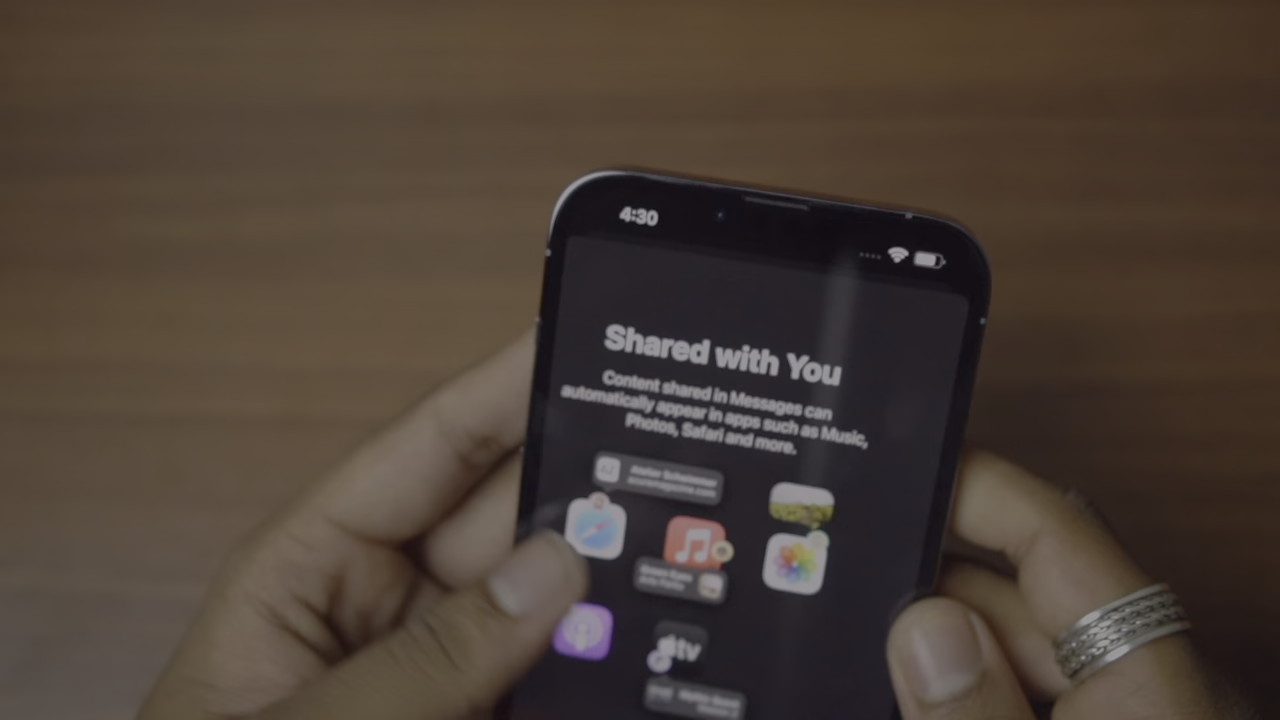 4:30
Shared with You
Content shared in Messages can
automatically appear in apps such as Music,
Photos, Safari and more.
tv